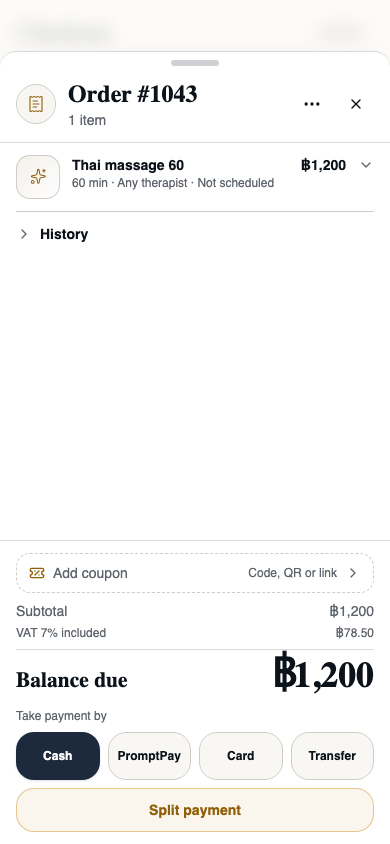 Order #1043
1 item
Thai massage 60
฿1,200
60 min · Any therapist · Not scheduled
History
Add coupon
Code, QR or link
Subtotal
฿1,200
VAT 7% included
฿78.50
Balance due
฿1,200
Take payment by
Cash
PromptPay
Card
Transfer
Split payment